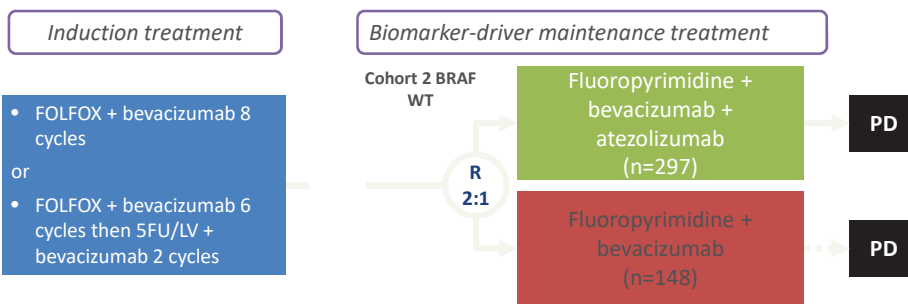 Induction treatment
Biomarker-driver maintenance treatment
• FOLFOX + bevacizumab 8
cycles
or
• FOLFOX + bevacizumab 6
cycles then 5FU/LV +
bevacizumab 2 cycles
Cohort 2 BRAF
WT
R
2:1
Fluoropyrimidine +
bevacizumab +
atezolizumab
(n=297)
PD
Fluoropyrimidine +
bevacizumab
(n=148)
PD